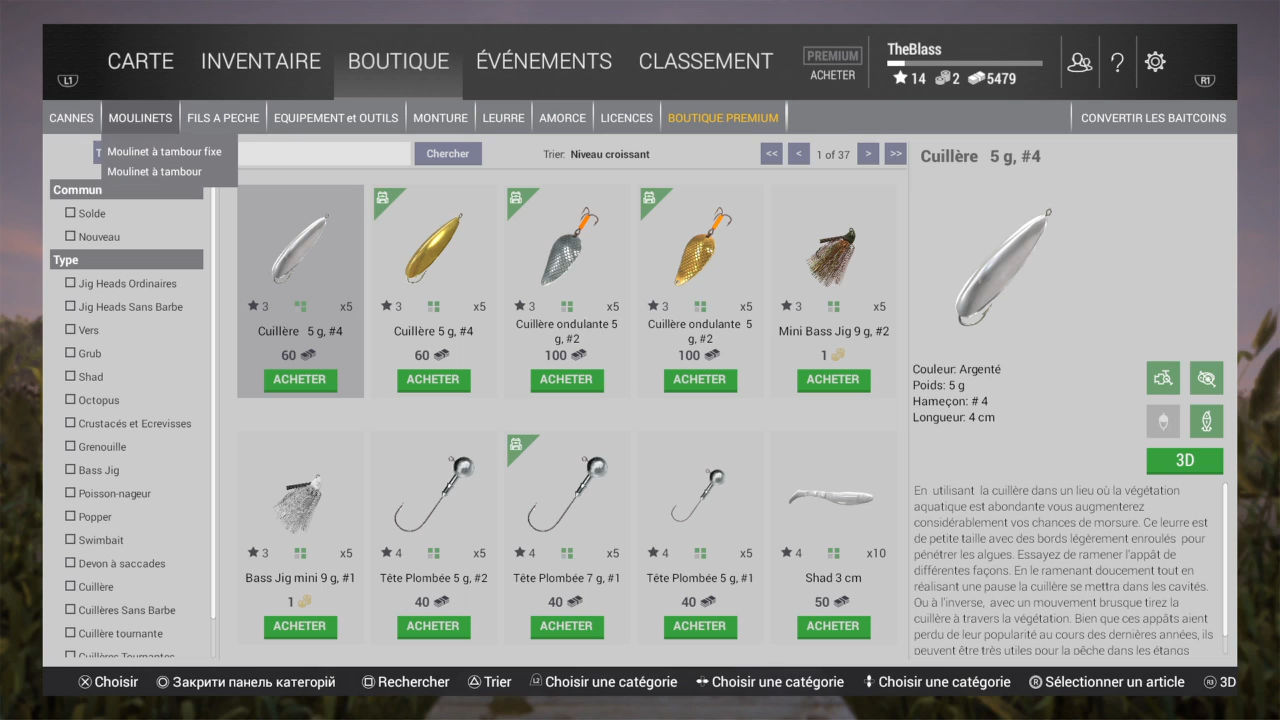 L1
CARTE
INVENTAIRE
BOUTIQUE
ÉVÉNEMENTS
CLASSEMENT
PREMIUM
ACHETER
TheBlass
14 2 5479
?
R1
CANNES
MOULINETS
FILS A PECHE
EQUIPEMENT et OUTILS
MONTURE
LEURRE
AMORCE
LICENCES
BOUTIQUE PREMIUM
CONVERTIR LES BAITCOINS
Moulinet à tambour fixe
Moulinet à tambour
T
Chercher
Trier: Niveau croissant
<< < 1 of 37 > >>
Commun
Solde
Nouveau
Type
Jig Heads Ordinaires
Jig Heads Sans Barbe
Vers
Grub
Shad
Octopus
Crustacés et Ecrevisses
Grenouille
Bass Jig
Poisson-nageur
Popper
Swimbait
Devon à saccades
Cuillère
Cuillères Sans Barbe
Cuillère tournante
Cuillères Tournantes
3 x5
Cuillère 5 g, #4
60
ACHETER
3 x5
Cuillère 5 g, #4
60
ACHETER
3 x5
Cuillère ondulante 5
g, #2
100
ACHETER
3 x5
Cuillère ondulante 5
g, #2
100
ACHETER
3 x5
Mini Bass Jig 9 g, #2
1
ACHETER
3 x5
Bass Jig mini 9 g, #1
1
ACHETER
4 x5
Tête Plombée 5 g, #2
40
ACHETER
4 x5
Tête Plombée 7 g, #1
40
ACHETER
4 x5
Tête Plombée 5 g, #1
40
ACHETER
4 x10
Shad 3 cm
50
ACHETER
Cuillère 5 g, #4
Couleur: Argenté
Poids: 5 g
Hameçon: # 4
Longueur: 4 cm
3D
En utilisant la cuillère dans un lieu où la végétation
aquatique est abondante vous augmenterez
considérablement vos chances de morsure. Ce leurre est
de petite taille avec des bords légèrement enroulés pour
pénétrer les algues. Essayez de ramener l'appât de
différentes façons. En le ramenant doucement tout en
réalisant une pause la cuillère se mettra dans les cavités.
Ou à l'inverse, avec un mouvement brusque tirez la
cuillère à travers la végétation. Bien que ces appâts aient
perdu de leur popularité au cours des dernières années, ils
peuvent être très utiles pour la pêche dans les étangs
Choisir
Закрити панель категорій
Rechercher
Trier
L2 Choisir une catégorie
Choisir une catégorie
Choisir une catégorie
R Sélectionner un article
R3 3D